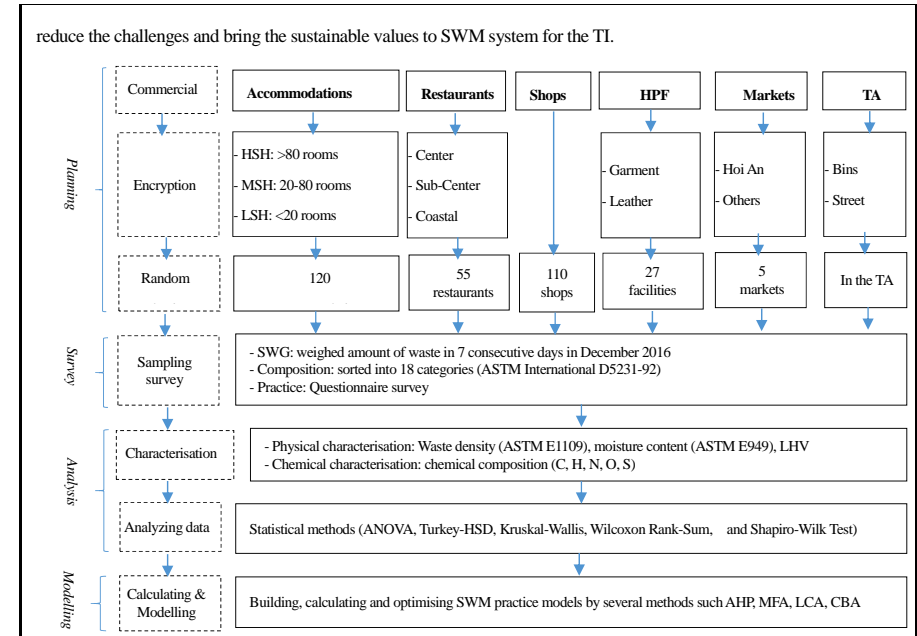 reduce the challenges and bring the sustainable values to SWM system for the TI.
Planning
Commercial
Accommodations
Restaurants
Shops
HPF
Markets
TA
Encryption
- HSH: >80 rooms
- MSH: 20-80 rooms
- LSH: <20 rooms
- Center
- Sub-Center
- Coastal
- Garment
- Leather
- Hoi An
- Others
- Bins
- Street
Random
120
55
restaurants
110
shops
27
facilities
5
markets
In the TA
Survey
Sampling
survey
- SWG: weighed amount of waste in 7 consecutive days in December 2016
- Composition: sorted into 18 categories (ASTM International D5231-92)
- Practice: Questionnaire survey
Analysis
Characterisation
- Physical characterisation: Waste density (ASTM E1109), moisture content (ASTM E949), LHV
- Chemical characterisation: chemical composition (C, H, N, O, S)
Analyzing data
Statistical methods (ANOVA, Turkey-HSD, Kruskal-Wallis, Wilcoxon Rank-Sum, and Shapiro-Wilk Test)
Modelling
Calculating &
Modelling
Building, calculating and optimising SWM practice models by several methods such AHP, MFA, LCA, CBA